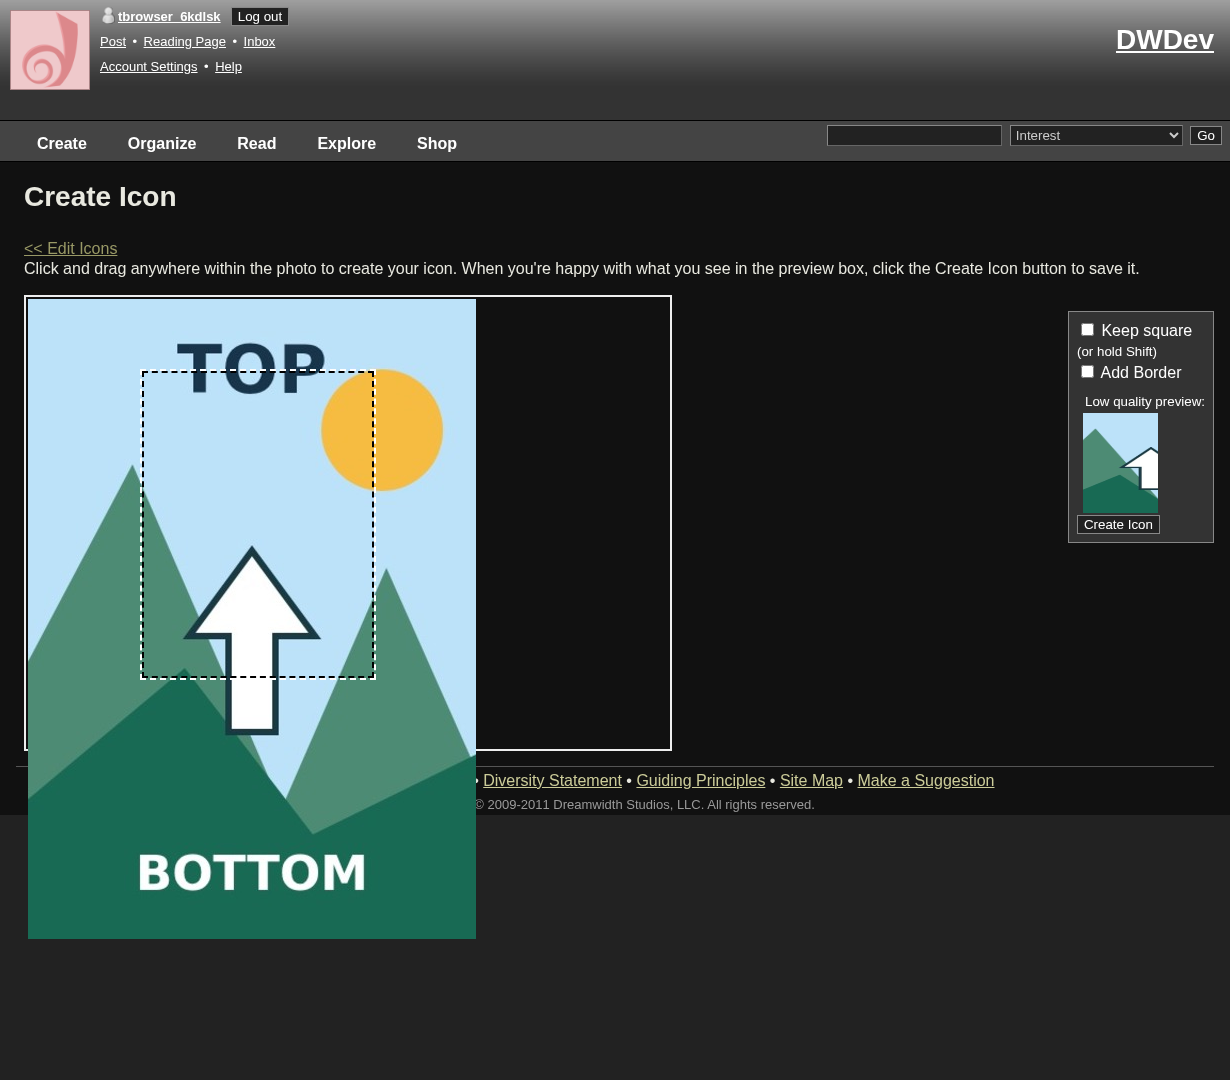 tbrowser_6kdlsk Log out
Post • Reading Page • Inbox
Account Settings • Help
DWDev
Create Organize Read Explore Shop
Interest Go
Create Icon
<< Edit Icons
Click and drag anywhere within the photo to create your icon. When you're happy with what you see in the preview box, click the Create Icon button to save it.
TOP
BOTTOM
Keep square
(or hold Shift)
Add Border
Low quality preview:
Create Icon
• Diversity Statement • Guiding Principles • Site Map • Make a Suggestion
© 2009-2011 Dreamwidth Studios, LLC. All rights reserved.